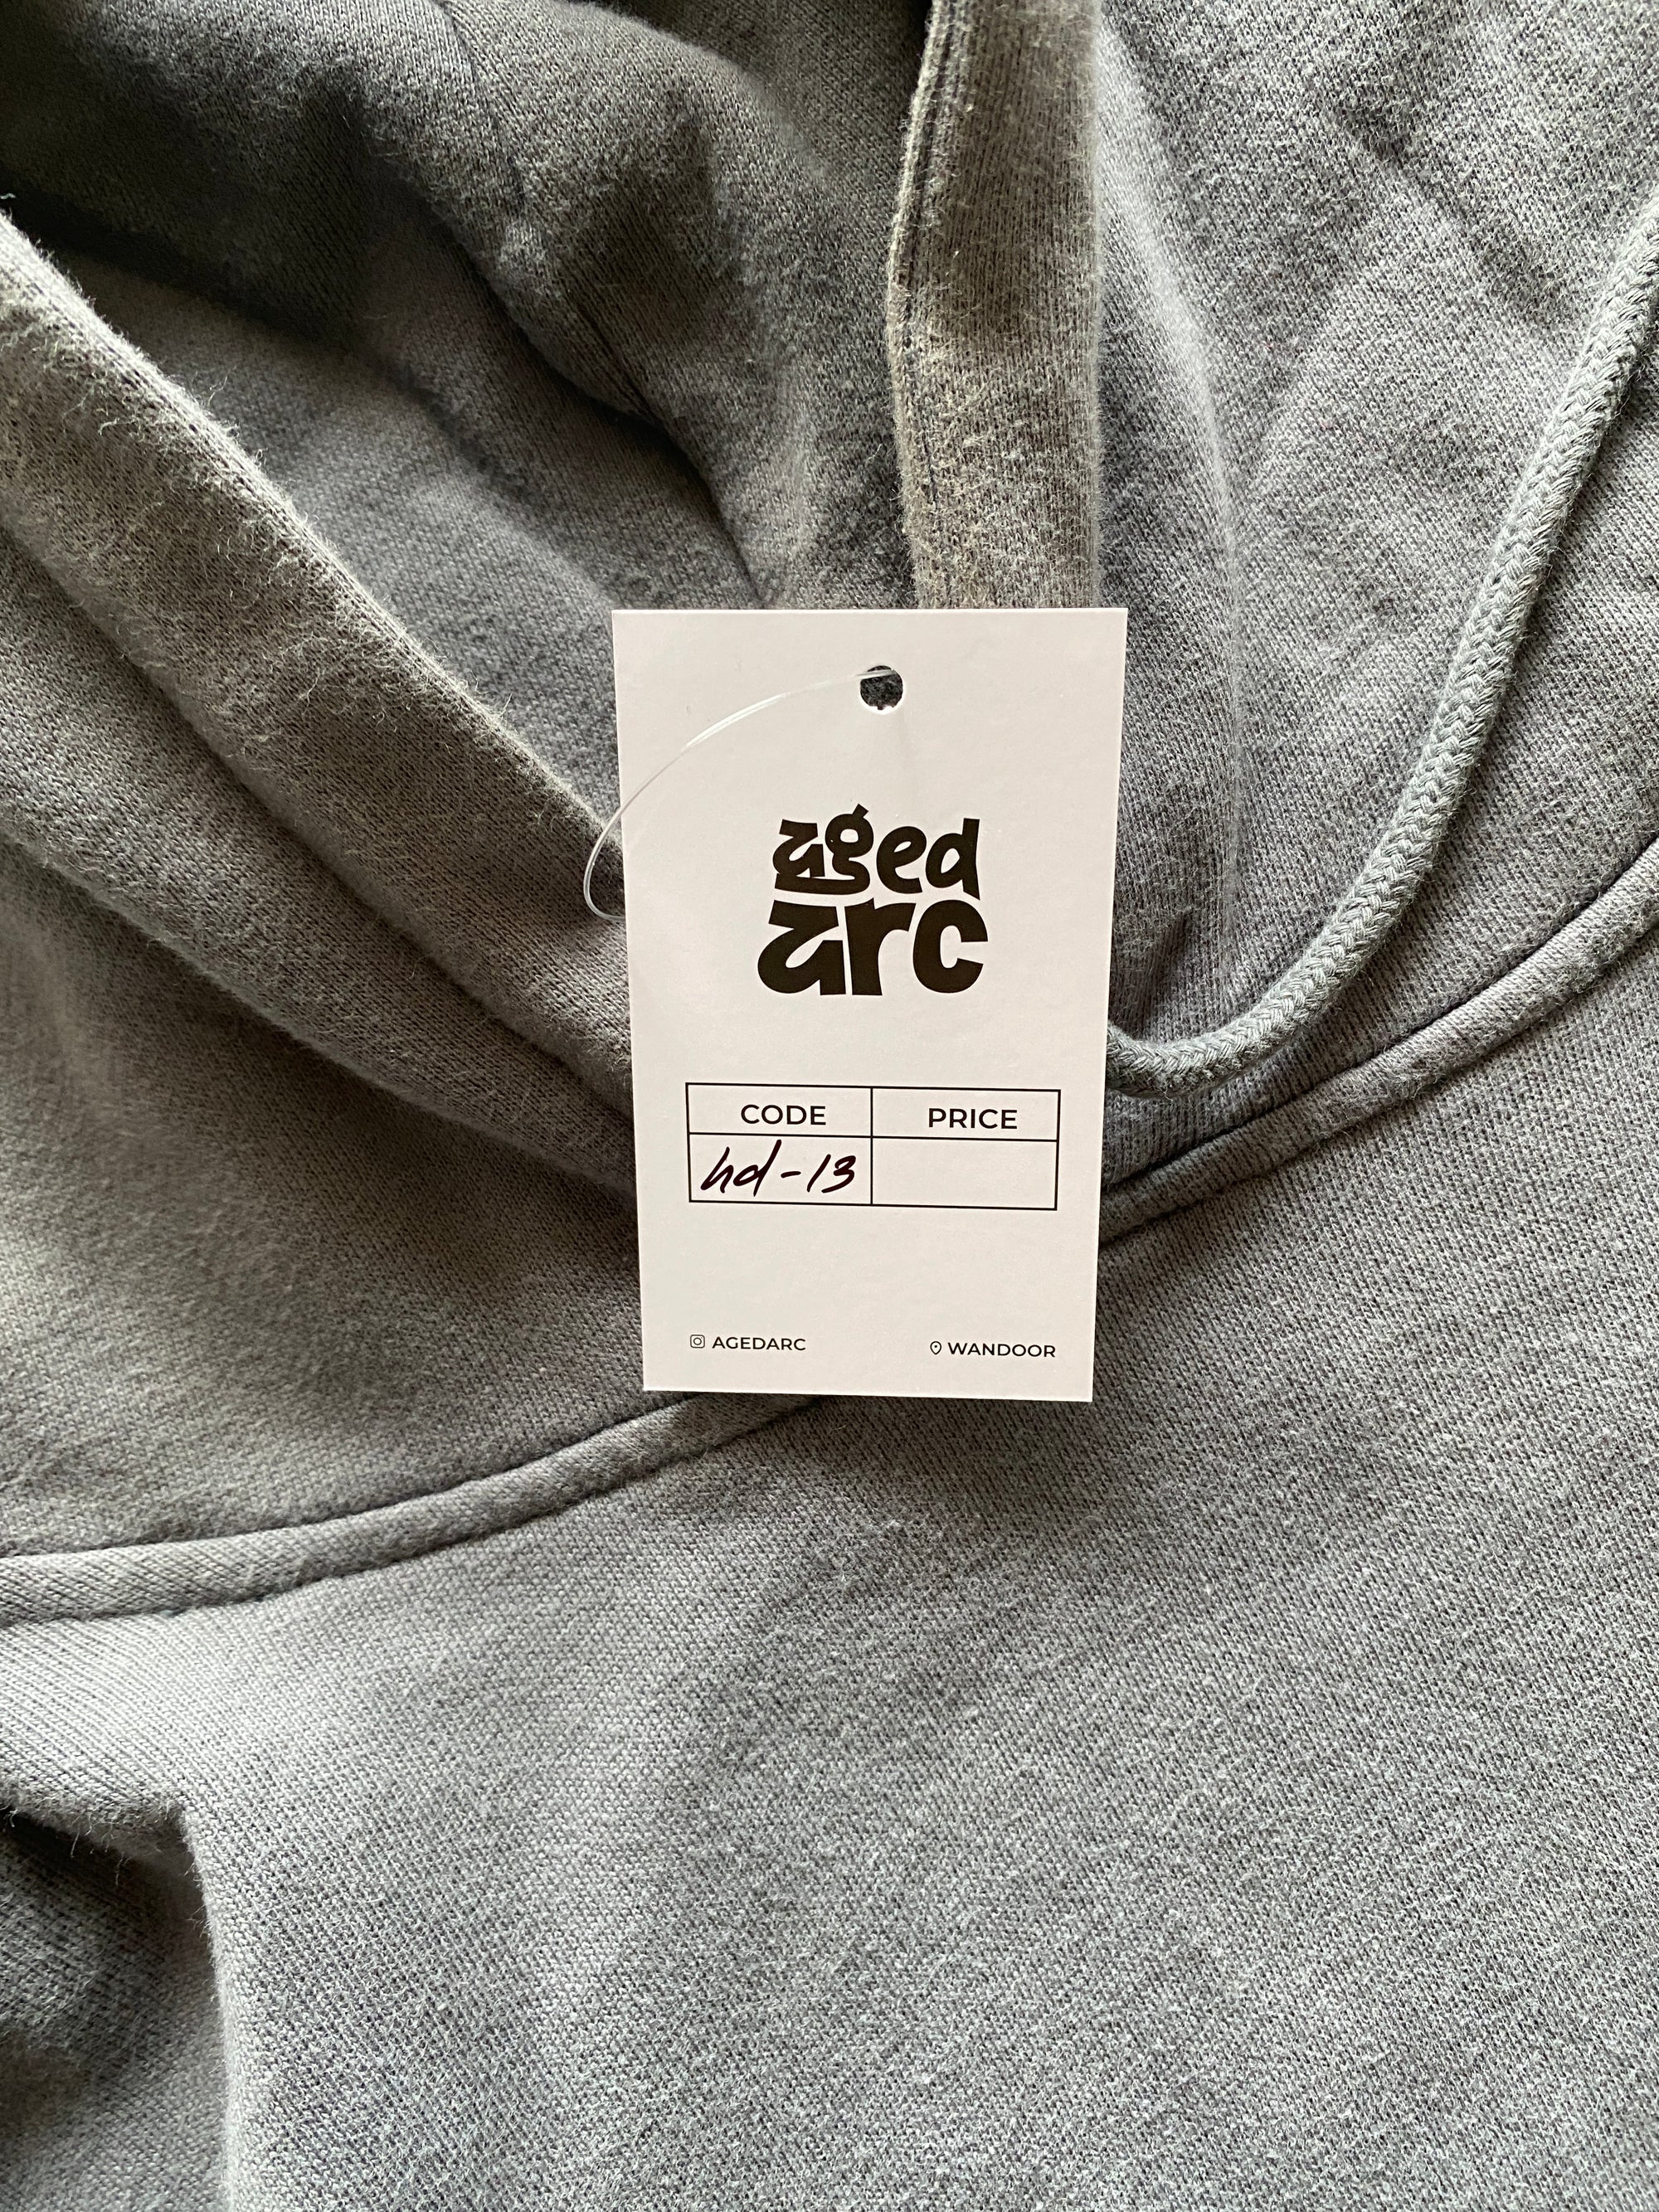 aged
arc
CODE PRICE
hd-13
AGEDARC WANDOOR